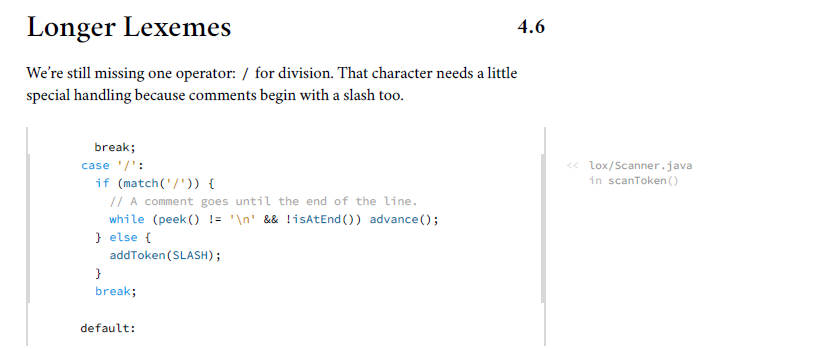 Longer Lexemes 4.6
We're still missing one operator: / for division. That character needs a little
special handling because comments begin with a slash too.
break;
case '/':
if (match('/')) {
// A comment goes until the end of the line.
while (peek() != '\n' && !isAtEnd()) advance();
} else {
addToken(SLASH);
}
break;
default:
<< lox/Scanner.java
in scanToken()